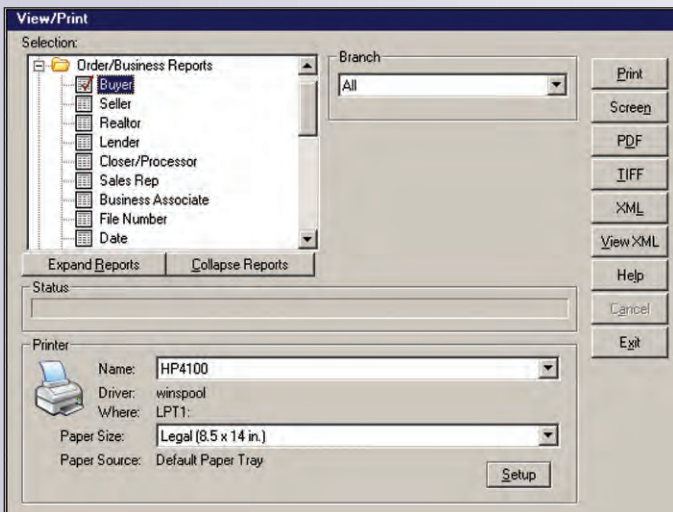 View/Print
Selection:
Order/Business Reports
Buyer
Seller
Realtor
Lender
Closer/Processor
Sales Rep
Business Associate
File Number
Date
Expand Reports
Collapse Reports
Branch
All
Print
Screen
PDF
TIFF
XML
View XML
Help
Cancel
Exit
Status
Printer
Name: HP4100
Driver: winspool
Where: LPT1:
Paper Size: Legal (8.5 x 14 in.)
Paper Source: Default Paper Tray
Setup